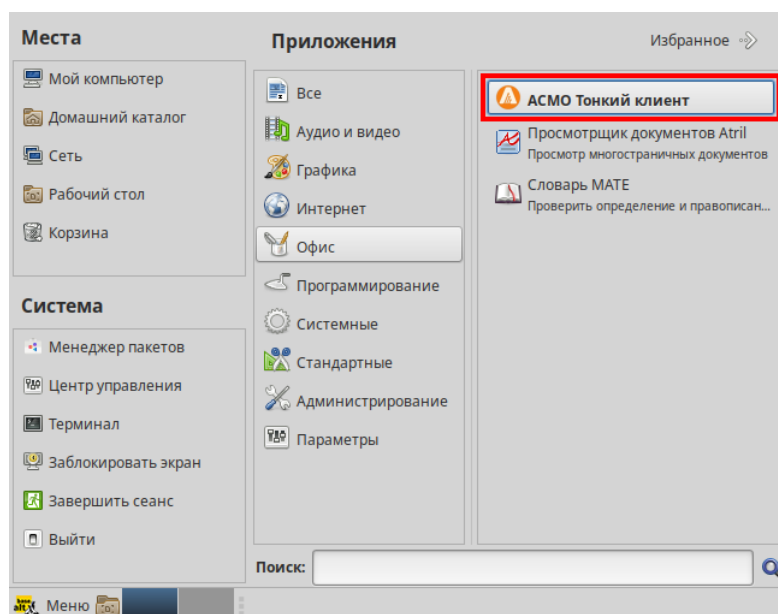 Места
Мой компьютер
Домашний каталог
Сеть
Рабочий стол
Корзина
Система
Менеджер пакетов
Центр управления
Терминал
Заблокировать экран
Завершить сеанс
Выйти
Приложения
Все
Аудио и видео
Графика
Интернет
Офис
Программирование
Системные
Стандартные
Администрирование
Параметры
Избранное
АСМО Тонкий клиент
Просмотрщик документов Atril
Просмотр многостраничных документов
Словарь MATE
Проверить определение и правописан...
Поиск:
Меню